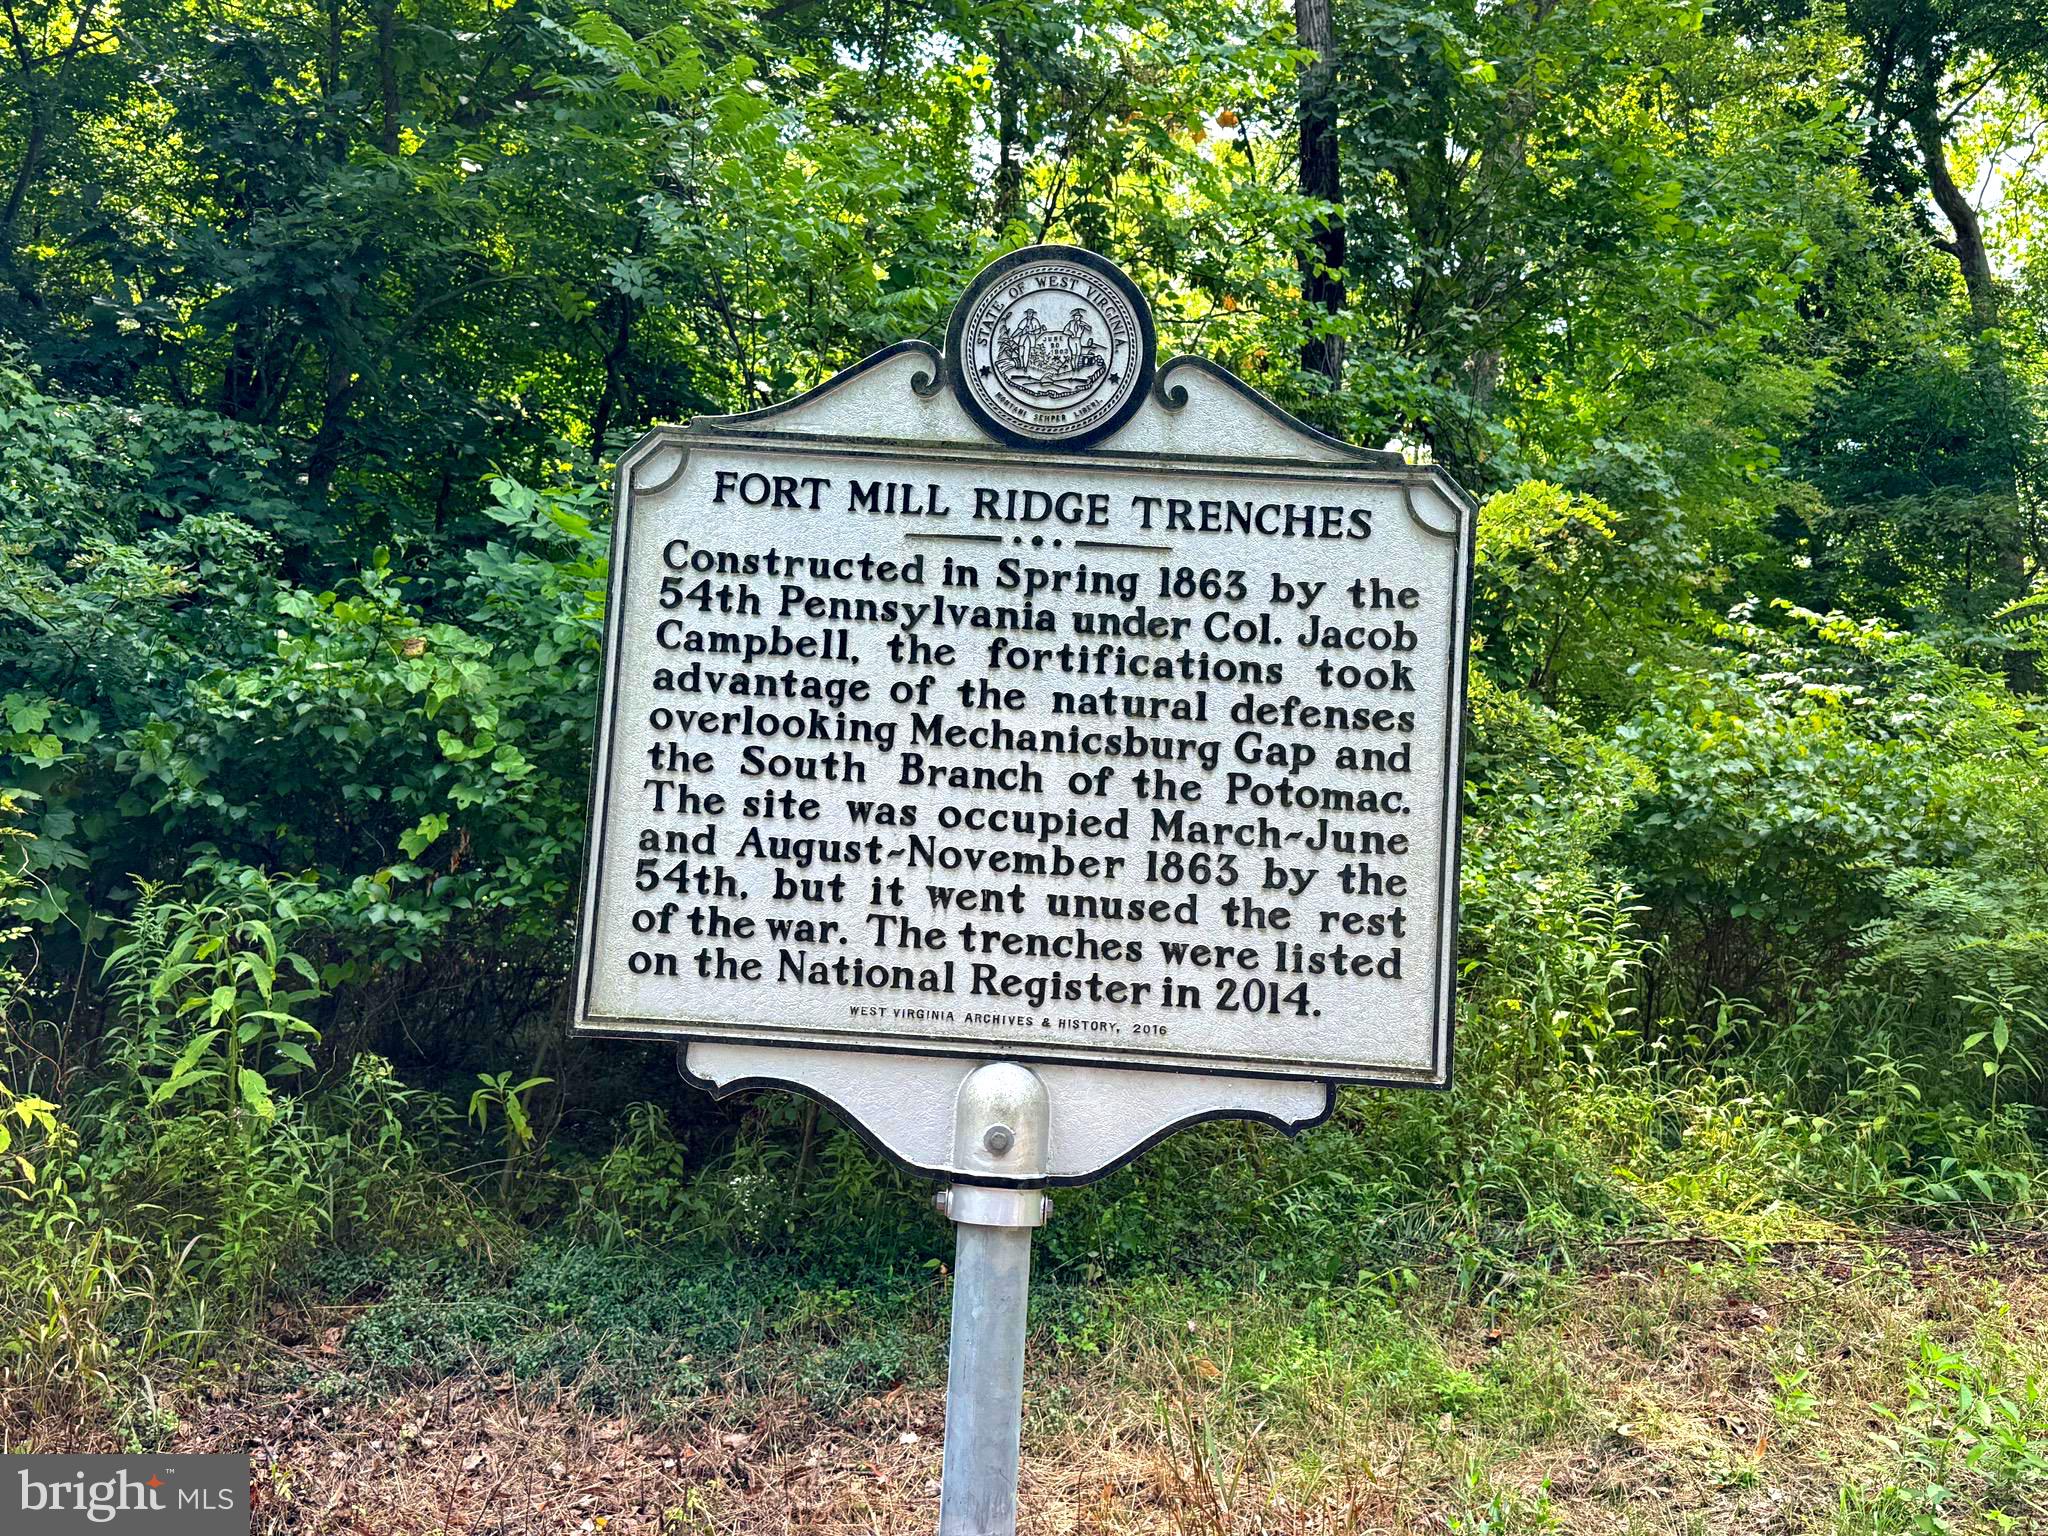 STATE OF WEST VIRGINIA
JUNE
20
1863
MONTANI SEMPER LIBERI.
FORT MILL RIDGE TRENCHES
Constructed in Spring 1863 by the
54th Pennsylvania under Col. Jacob
Campbell, the fortifications took
advantage of the natural defenses
overlooking Mechanicsburg Gap and
the South Branch of the Potomac.
The site was occupied March-June
and August-November 1863 by the
54th, but it went unused the rest
of the war. The trenches were listed
on the National Register in 2014.
WEST VIRGINIA ARCHIVES & HISTORY, 2016
bright™ MLS